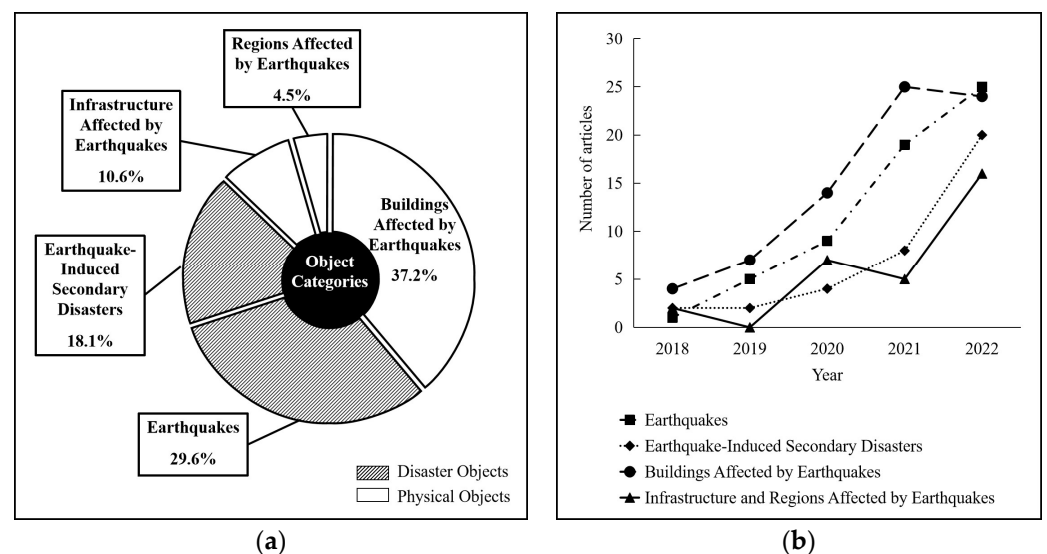 Regions Affected
by Earthquakes
4.5%
Infrastructure
Affected by
Earthquakes
10.6%
Buildings
Affected by
Earthquakes
37.2%
Object
Categories
Earthquake-
Induced
Secondary
Disasters
18.1%
Earthquakes
29.6%
Disaster Objects
Physical Objects
(a)
30
25
20
15
10
5
0
Number of articles
2018 2019 2020 2021 2022
Year
Earthquakes
Earthquake-Induced Secondary Disasters
Buildings Affected by Earthquakes
Infrastructure and Regions Affected by Earthquakes
(b)